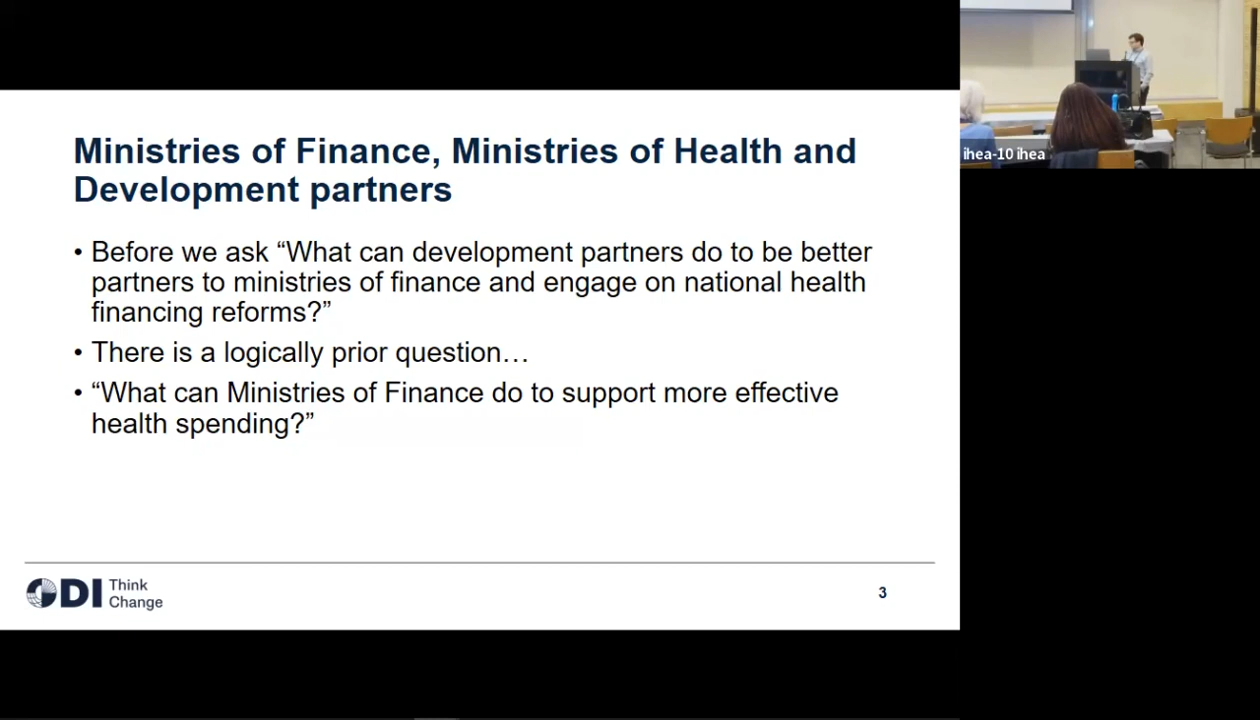 Ministries of Finance, Ministries of Health and
Development partners
• Before we ask “What can development partners do to be better
partners to ministries of finance and engage on national health
financing reforms?”
• There is a logically prior question…
• “What can Ministries of Finance do to support more effective
health spending?”
ODI Think
Change
3
ihea-10 ihea